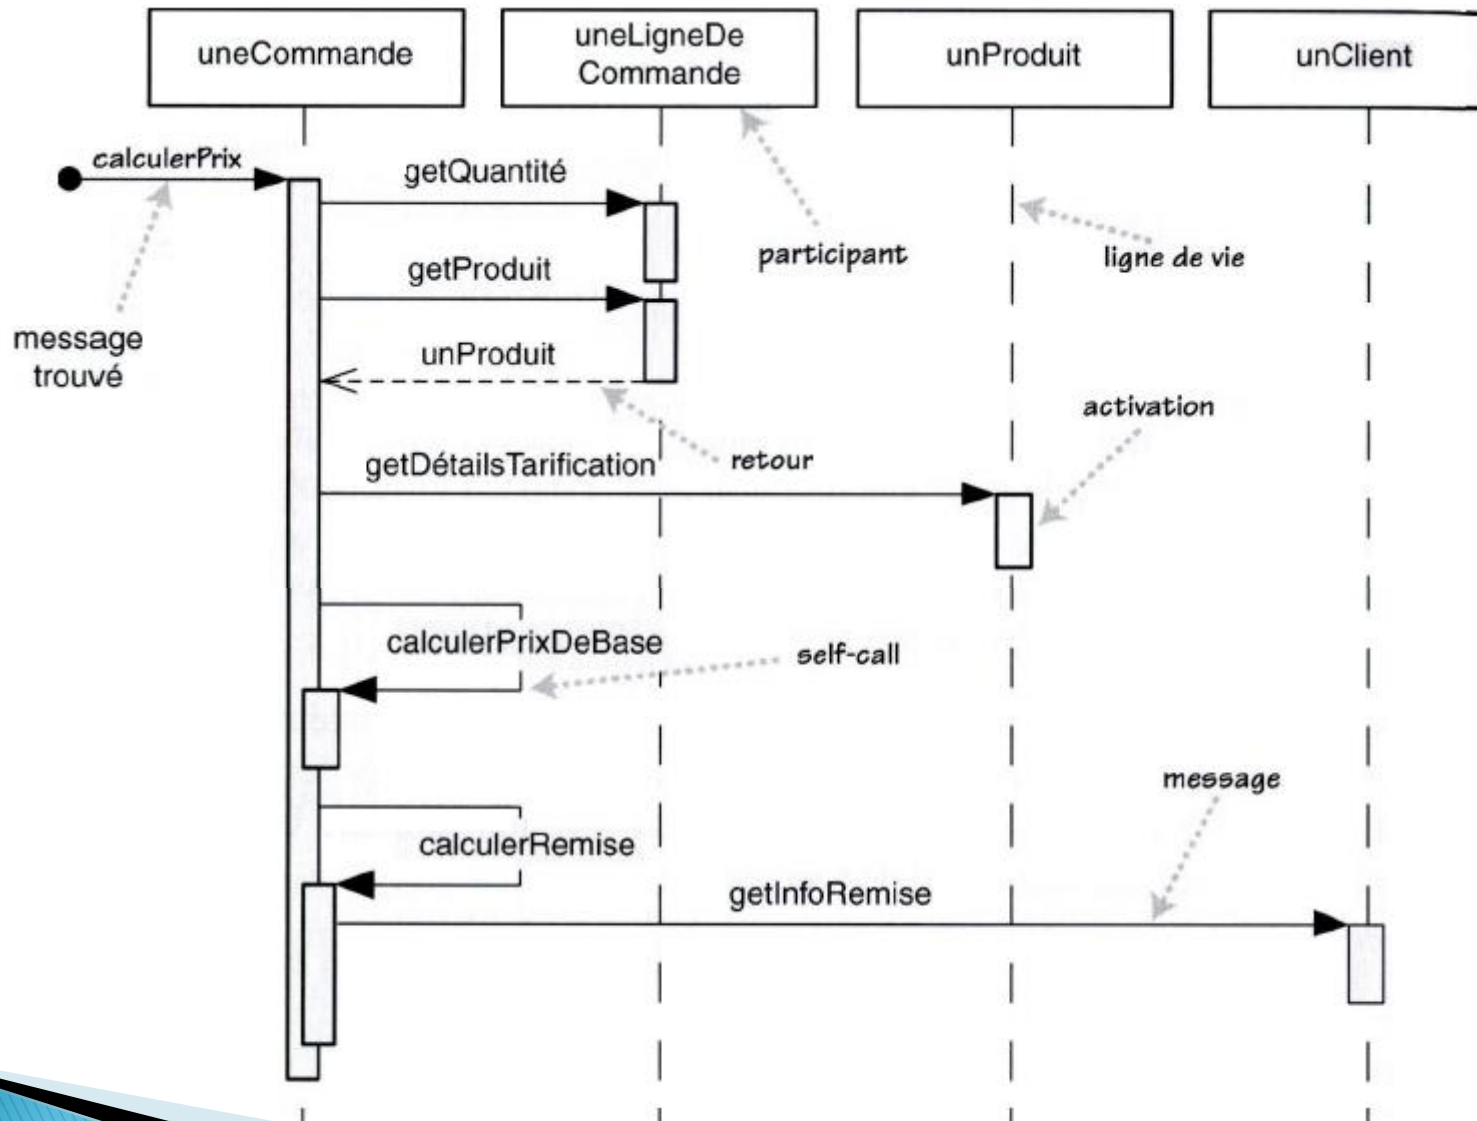 uneCommande
uneLigneDe
Commande
unProduit
unClient
calculerPrix
getQuantité
participant
ligne de vie
getProduit
message
trouvé
unProduit
activation
retour
getDétailsTarification
calculerPrixDeBase
self-call
message
calculerRemise
getInfoRemise